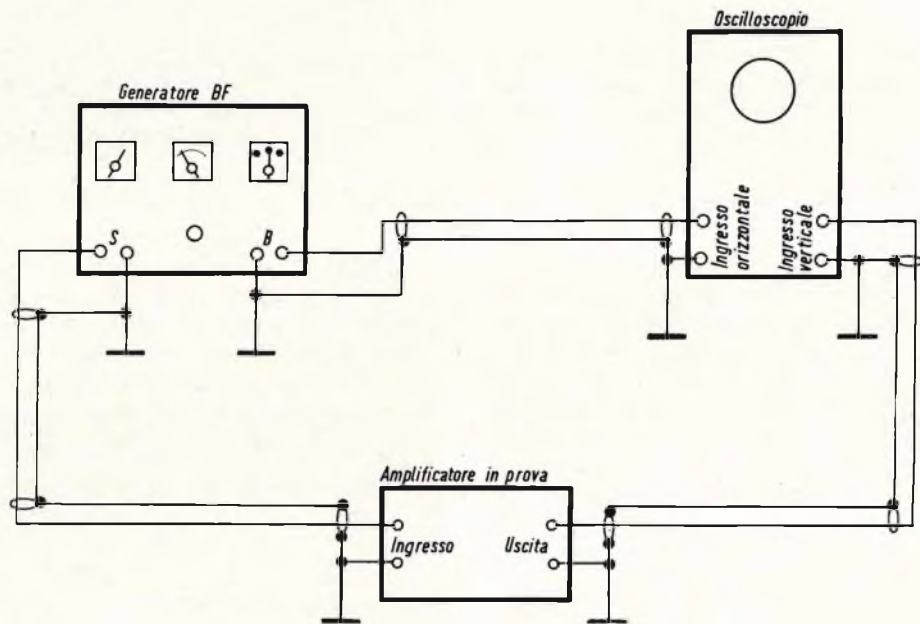 Oscilloscopio
Generatore BF
S
B
Ingresso
orizzontale
Ingresso
verticale
Amplificatore in prova
Ingresso
Uscita